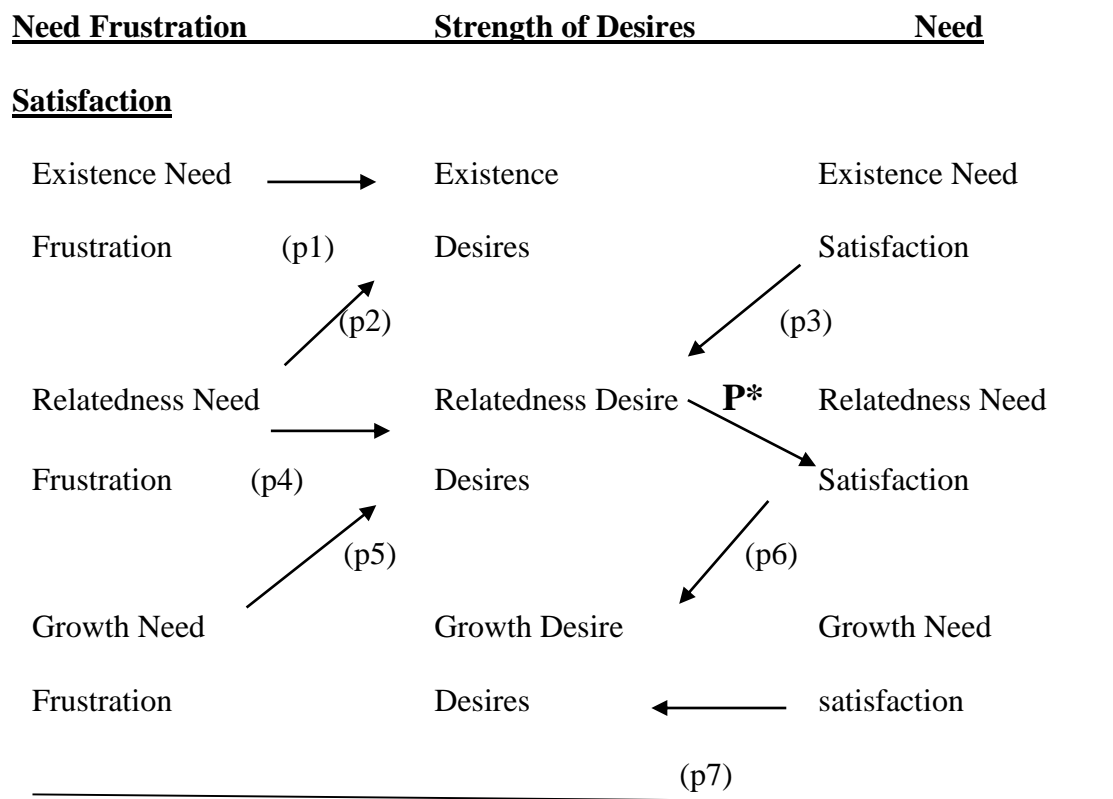 Need Frustration Strength of Desires Need
Satisfaction
Existence Need Existence Existence Need
Frustration (p1) Desires Satisfaction
(p2) (p3)
Relatedness Need Relatedness Desire P* Relatedness Need
Frustration (p4) Desires Satisfaction
(p5) (p6)
Growth Need Growth Desire Growth Need
Frustration Desires satisfaction
(p7)